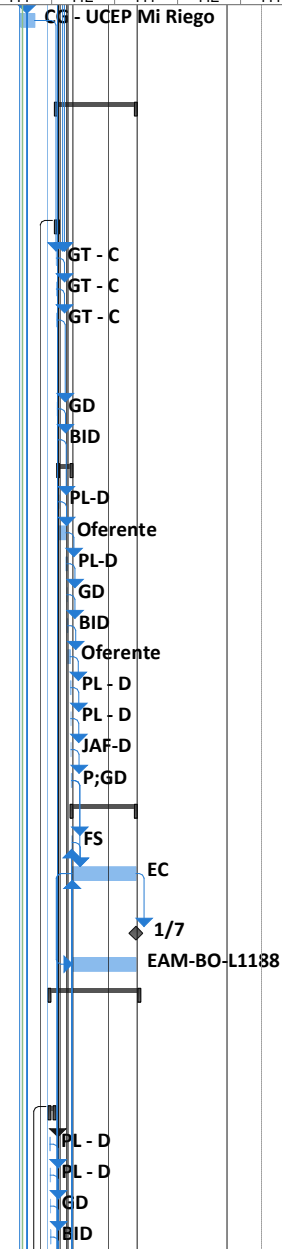 CG - UCEP Mi Riego
GT - C
GT - C
GT - C
GD
BID
PL-D
Oferente
PL-D
GD
BID
Oferente
PL - D
PL - D
JAF-D
P;GD
FS
EC
1/7
EAM-BO-L1188
PL - D
PL - D
GD
BID